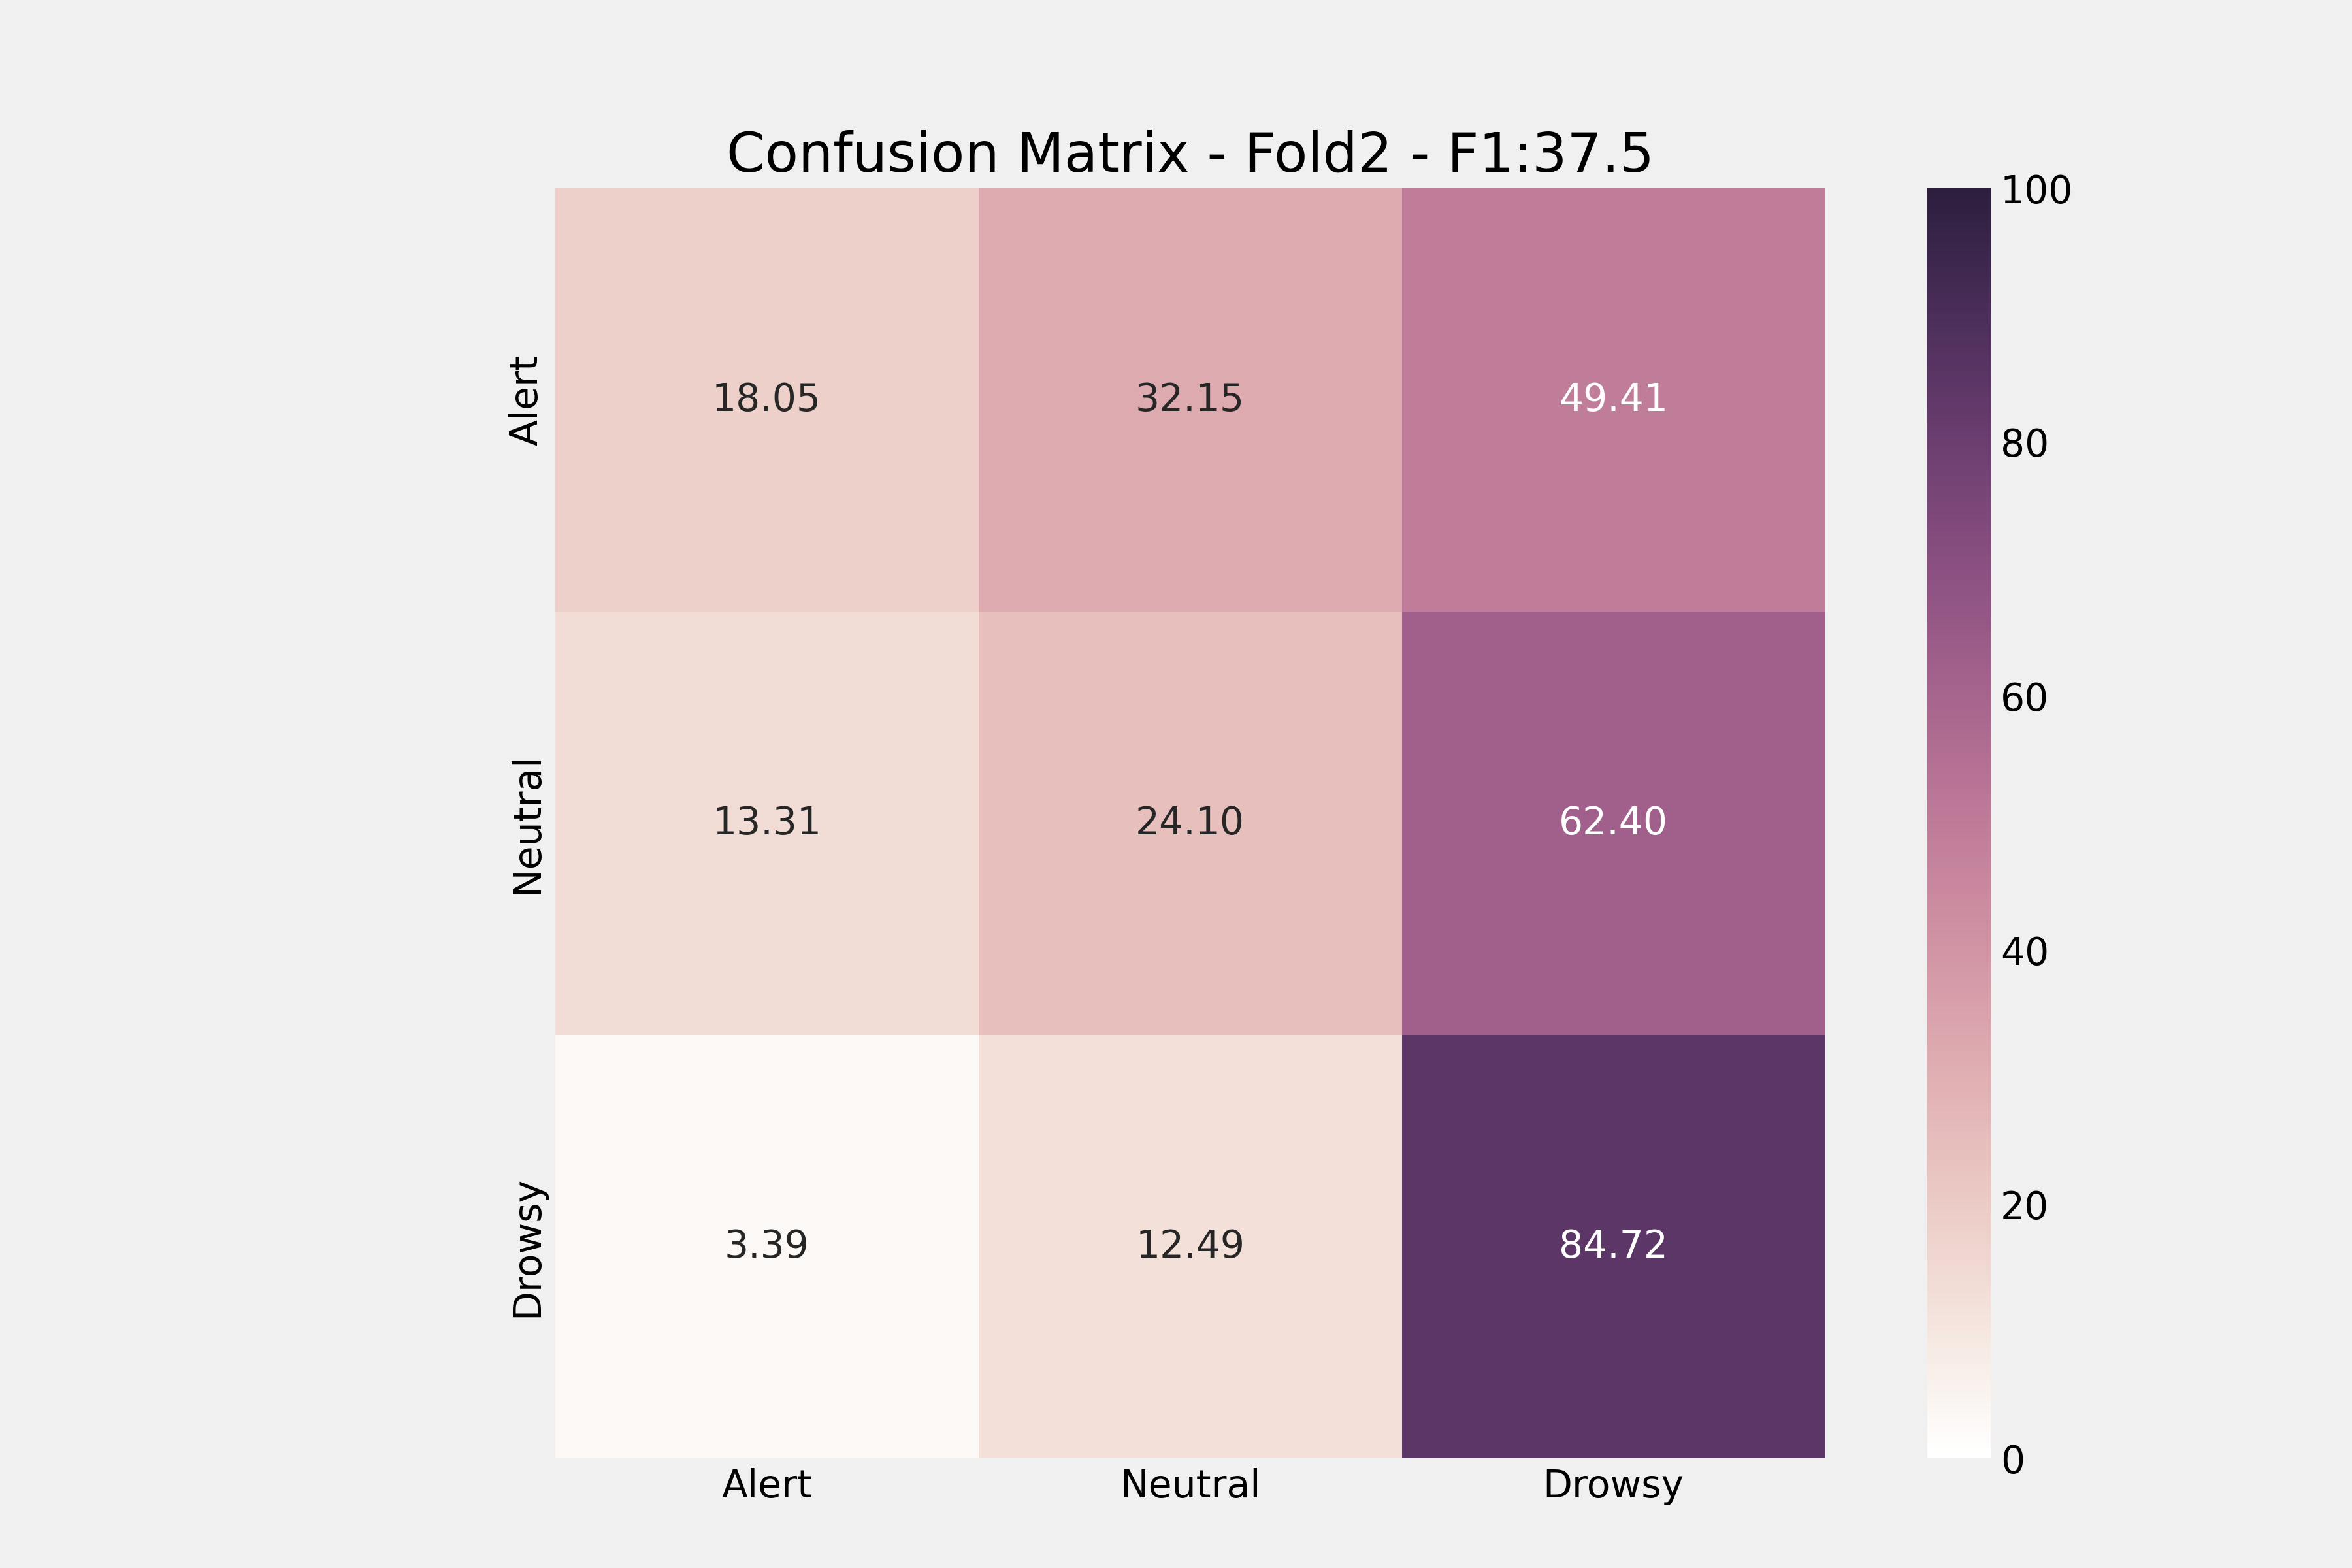 Confusion Matrix - Fold2 - F1:37.5
Alert
18.05 32.15 49.41
Neutral
13.31 24.10 62.40
Drowsy
3.39 12.49 84.72
Alert Neutral Drowsy
100
80
60
40
20
0